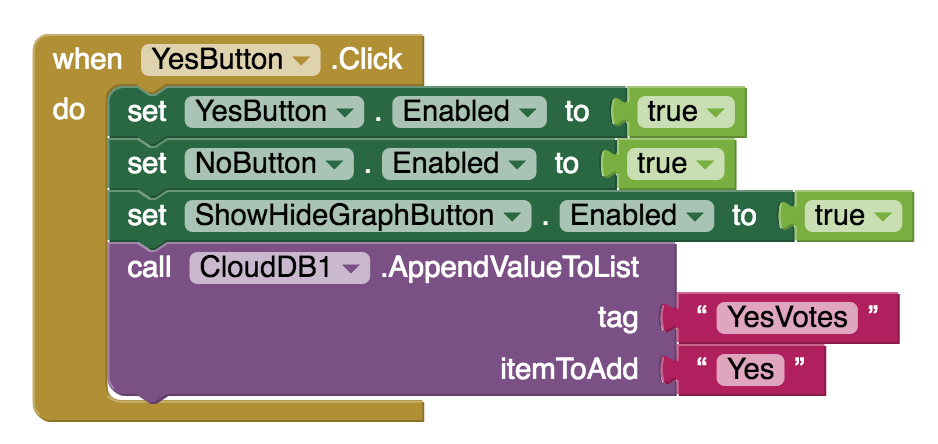 when YesButton .Click
do set YesButton . Enabled to true
set NoButton . Enabled to true
set ShowHideGraphButton . Enabled to true
call CloudDB1 .AppendValueToList
tag “ YesVotes ”
itemToAdd “ Yes ”